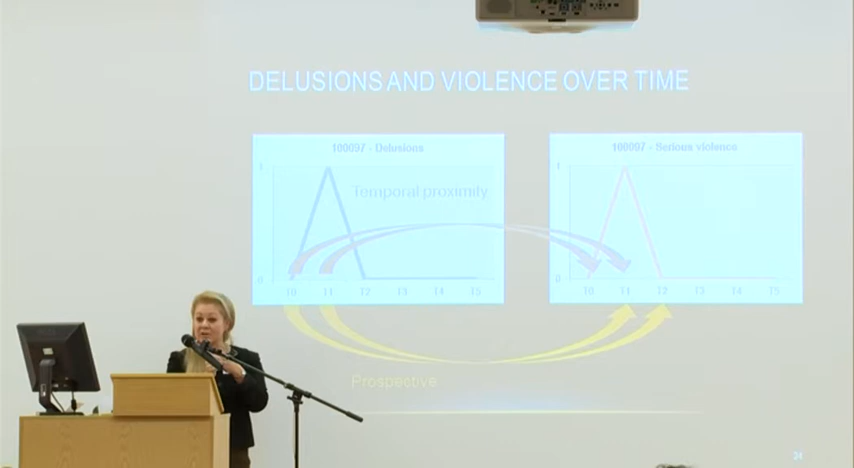 DELUSIONS AND VIOLENCE OVER TIME
100097 - Delusions
1
Temporal proximity
0
T0 T1 T2 T3 T4 T5
100097 - Serious violence
1
0
T0 T1 T2 T3 T4 T5
Prospective
24